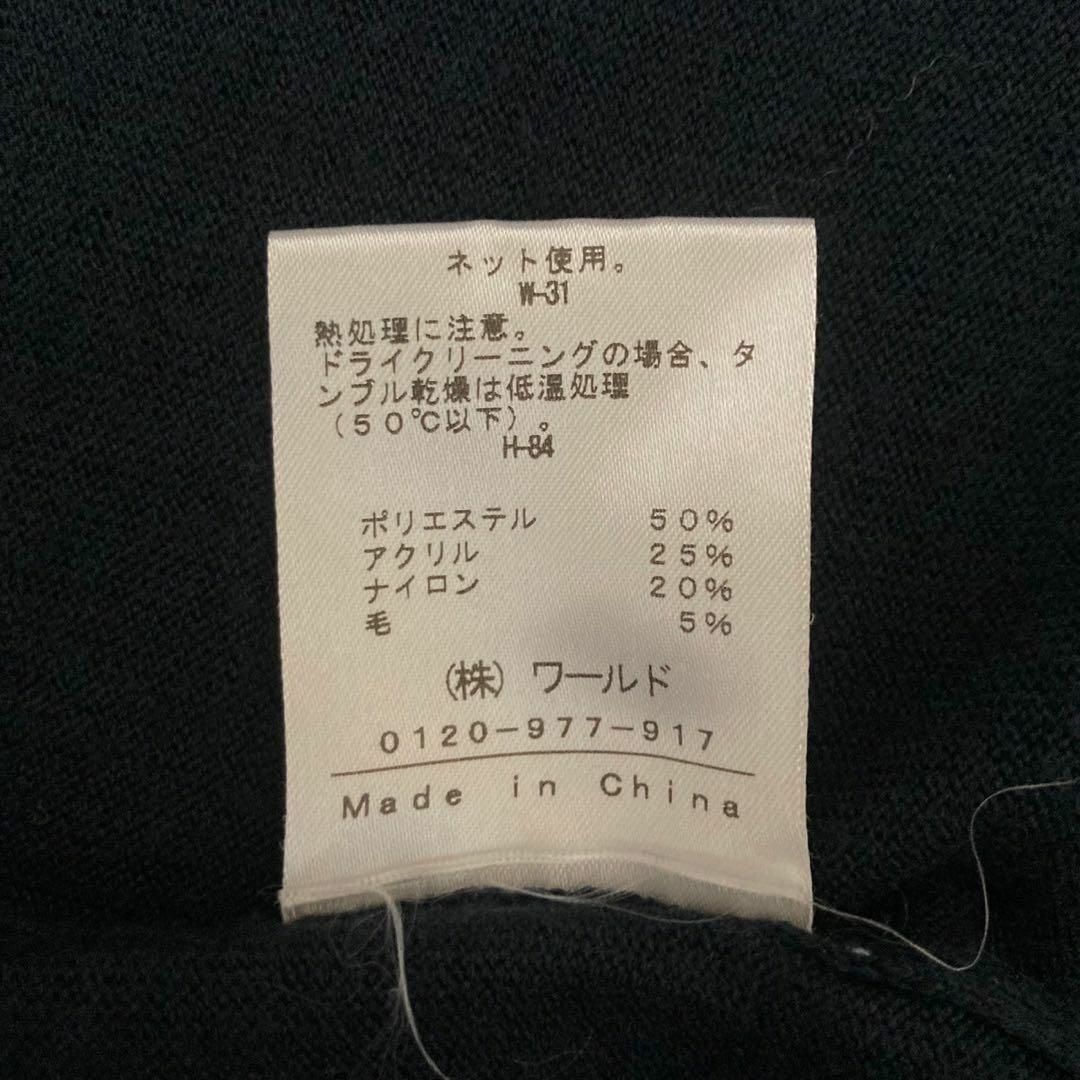 ネット使用。
W-31
熱処理に注意。
ドライクリーニングの場合、タ
ンブル乾燥は低温処理
（50℃以下）。
H-84
ポリエステル 50%
アクリル 25%
ナイロン 20%
毛 5%
(株) ワールド
0120-977-917
Made in China